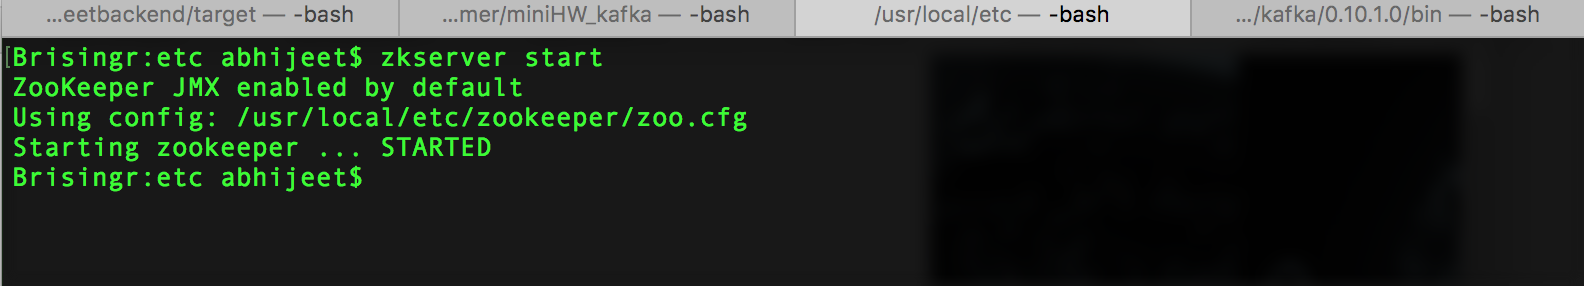 ...eetbackend/target — -bash
...mer/miniHW_kafka — -bash
/usr/local/etc — -bash
.../kafka/0.10.1.0/bin — -bash
[Brisingr:etc abhijeet$ zkserver start
ZooKeeper JMX enabled by default
Using config: /usr/local/etc/zookeeper/zoo.cfg
Starting zookeeper ... STARTED
Brisingr:etc abhijeet$